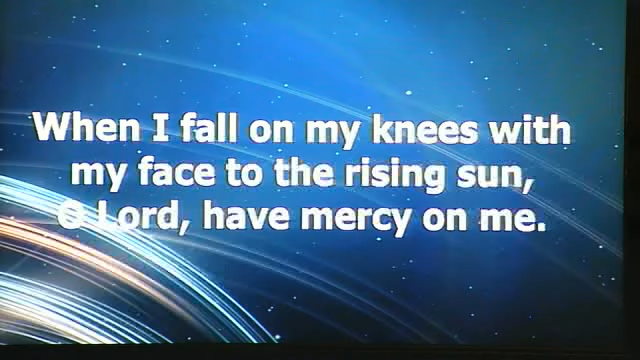 When I fall on my knees with
my face to the rising sun,
O Lord, have mercy on me.